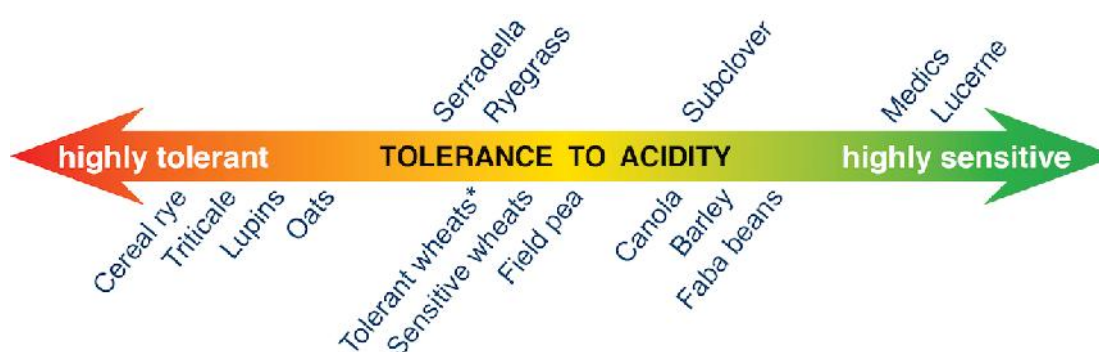 Serradella
Ryegrass
Subclover
Medics
Lucerne
highly tolerant
TOLERANCE TO ACIDITY
highly sensitive
Cereal rye
Triticale
Lupins
Oats
Tolerant wheats*
Sensitive wheats
Field pea
Canola
Barley
Faba beans